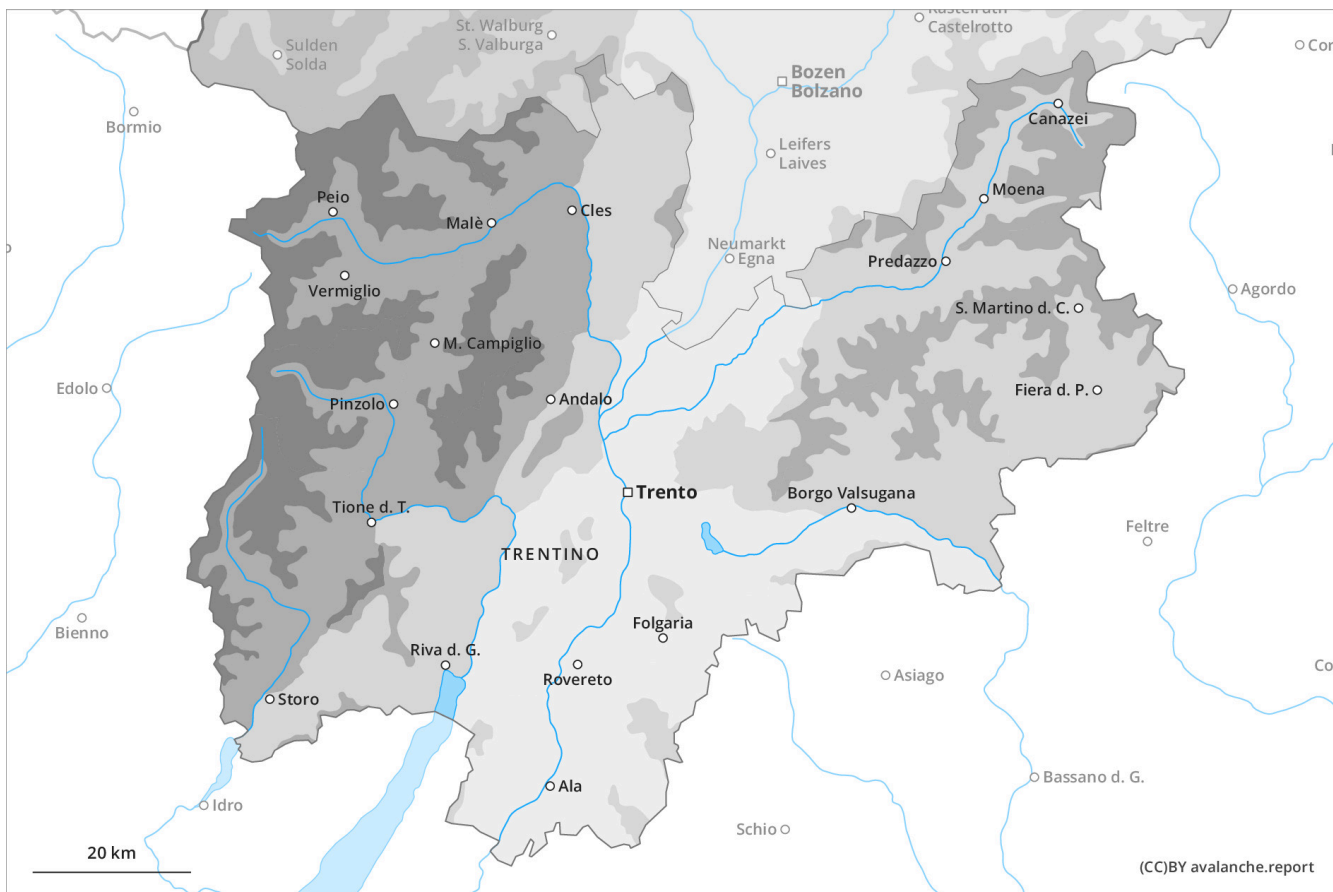 St. Walburg
S. Valburga
Sulden
Solda
Kastelruth
Castelrotto
Bozen
Bolzano
Bormio
Canazei
Leifers
Laives
Moena
Peio
Malè
Cles
Neumarkt
Egna
Predazzo
Vermiglio
Agordo
S. Martino d. C.
M. Campiglio
Edolo
Pinzolo
Andalo
Fiera d. P.
Trento
Borgo Valsugana
Tione d. T.
Feltre
TRENTINO
Bienno
Folgaria
Riva d. G.
Rovereto
Asiago
Storo
Bassano d. G.
Ala
Idro
Schio
20 km
(CC)BY avalanche.report